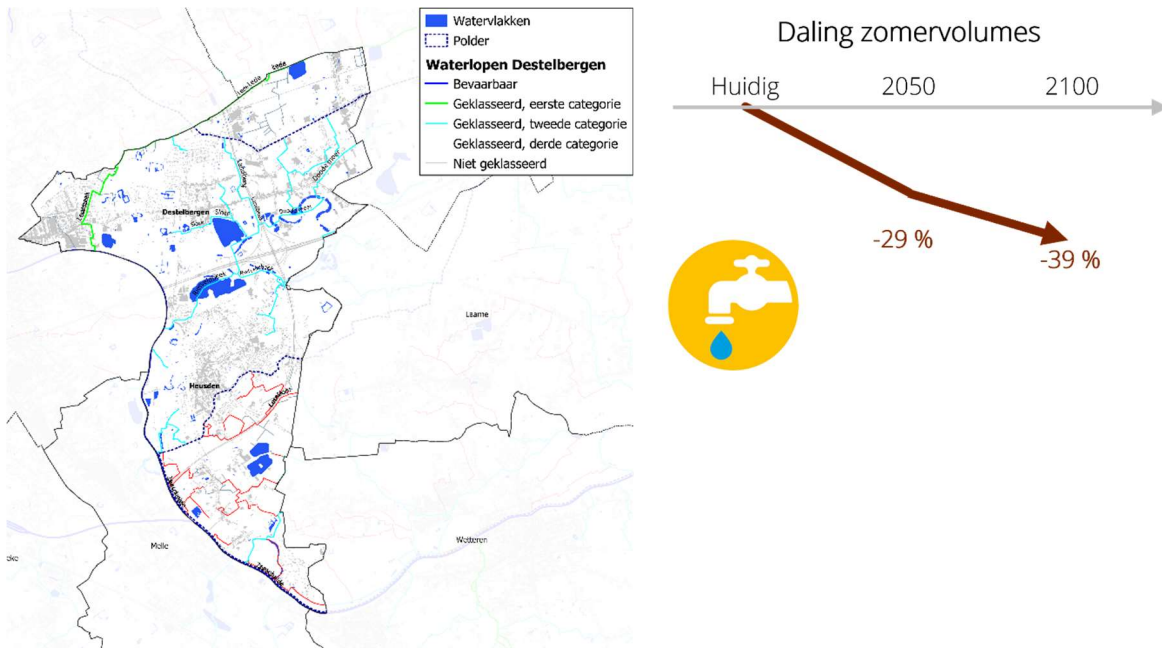 Watervlakken
Polder
Waterlopen Destelbergen
Bevaarbaar
Geklasseerd, eerste categorie
Geklasseerd, tweede categorie
Geklasseerd, derde categorie
Niet geklasseerd
Destelbergen
Laarne
Heusden
Melle
Wetteren
Zeeschelde
Daling zomervolumes
Huidig
2050
2100
-29 %
-39 %